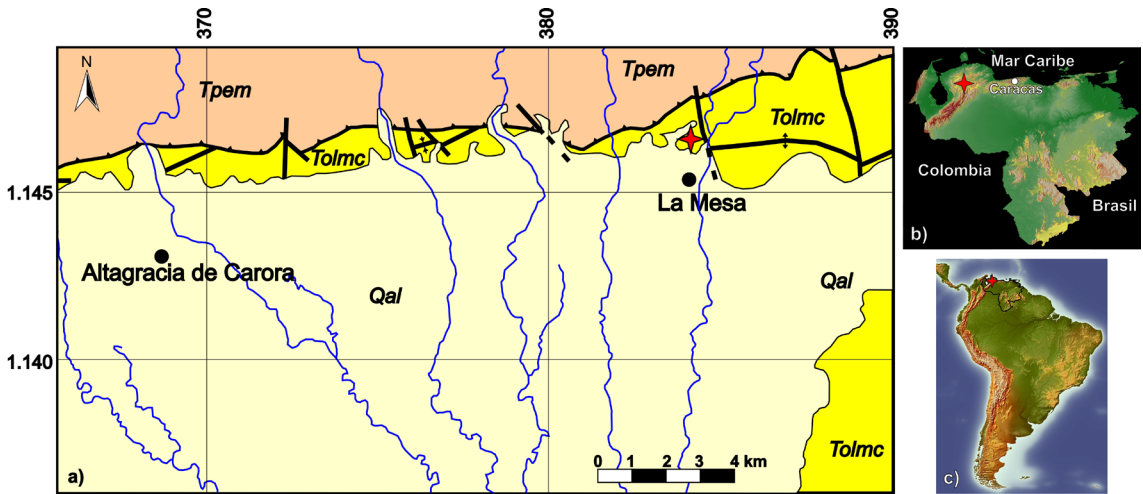 370
380
390
N
Tpem
Tpem
Tolmc
Tolmc
1.145
La Mesa
Altagracia de Carora
Qal
Qal
1.140
Tolmc
0 1 2 3 4 km
a)
Mar Caribe
Caracas
Colombia
Brasil
b)
c)